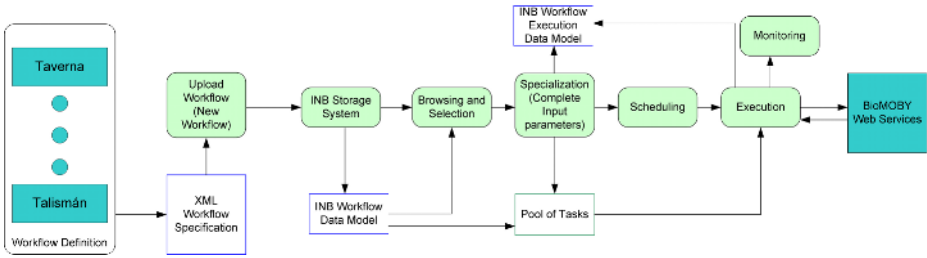 Taverna
Talismán
Workflow Definition
Upload
Workflow
(New
Workflow)
XML
Workflow
Specification
INB Storage
System
INB Workflow
Data Model
Browsing and
Selection
INB Workflow
Execution
Data Model
Specialization
(Complete
Input
parameters)
Pool of Tasks
Scheduling
Monitoring
Execution
BioMOBY
Web Services